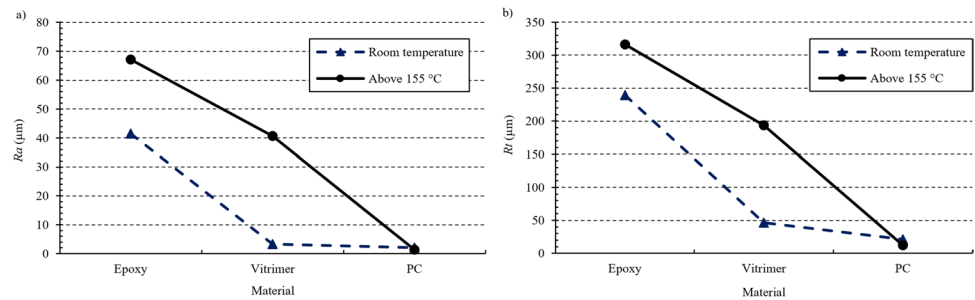 a)
80
70
60
50
40
30
20
10
0
Ra (µm)
Room temperature
Above 155 °C
Epoxy Vitrimer PC
Material
b)
350
300
250
200
150
100
50
0
Rt (µm)
Room temperature
Above 155 °C
Epoxy Vitrimer PC
Material